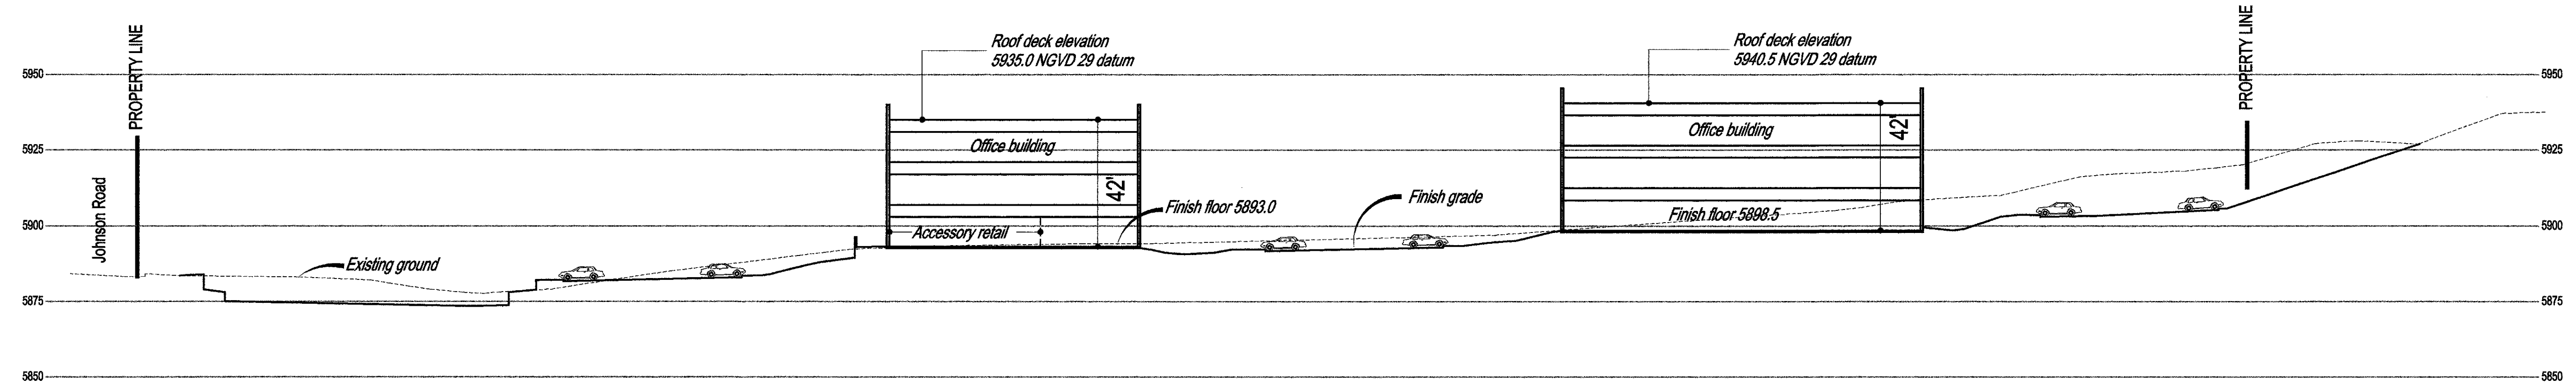 PROPERTY LINE
Johnson Road
Roof deck elevation
5935.0 NGVD 29 datum
Roof deck elevation
5940.5 NGVD 29 datum
PROPERTY LINE
5950
5950
5925
Office building
42'
Office building
42'
5925
5900
Accessory retail
Finish floor 5893.0
Finish grade
Finish floor 5898.5
5900
Existing ground
5875
5875
5850
5850